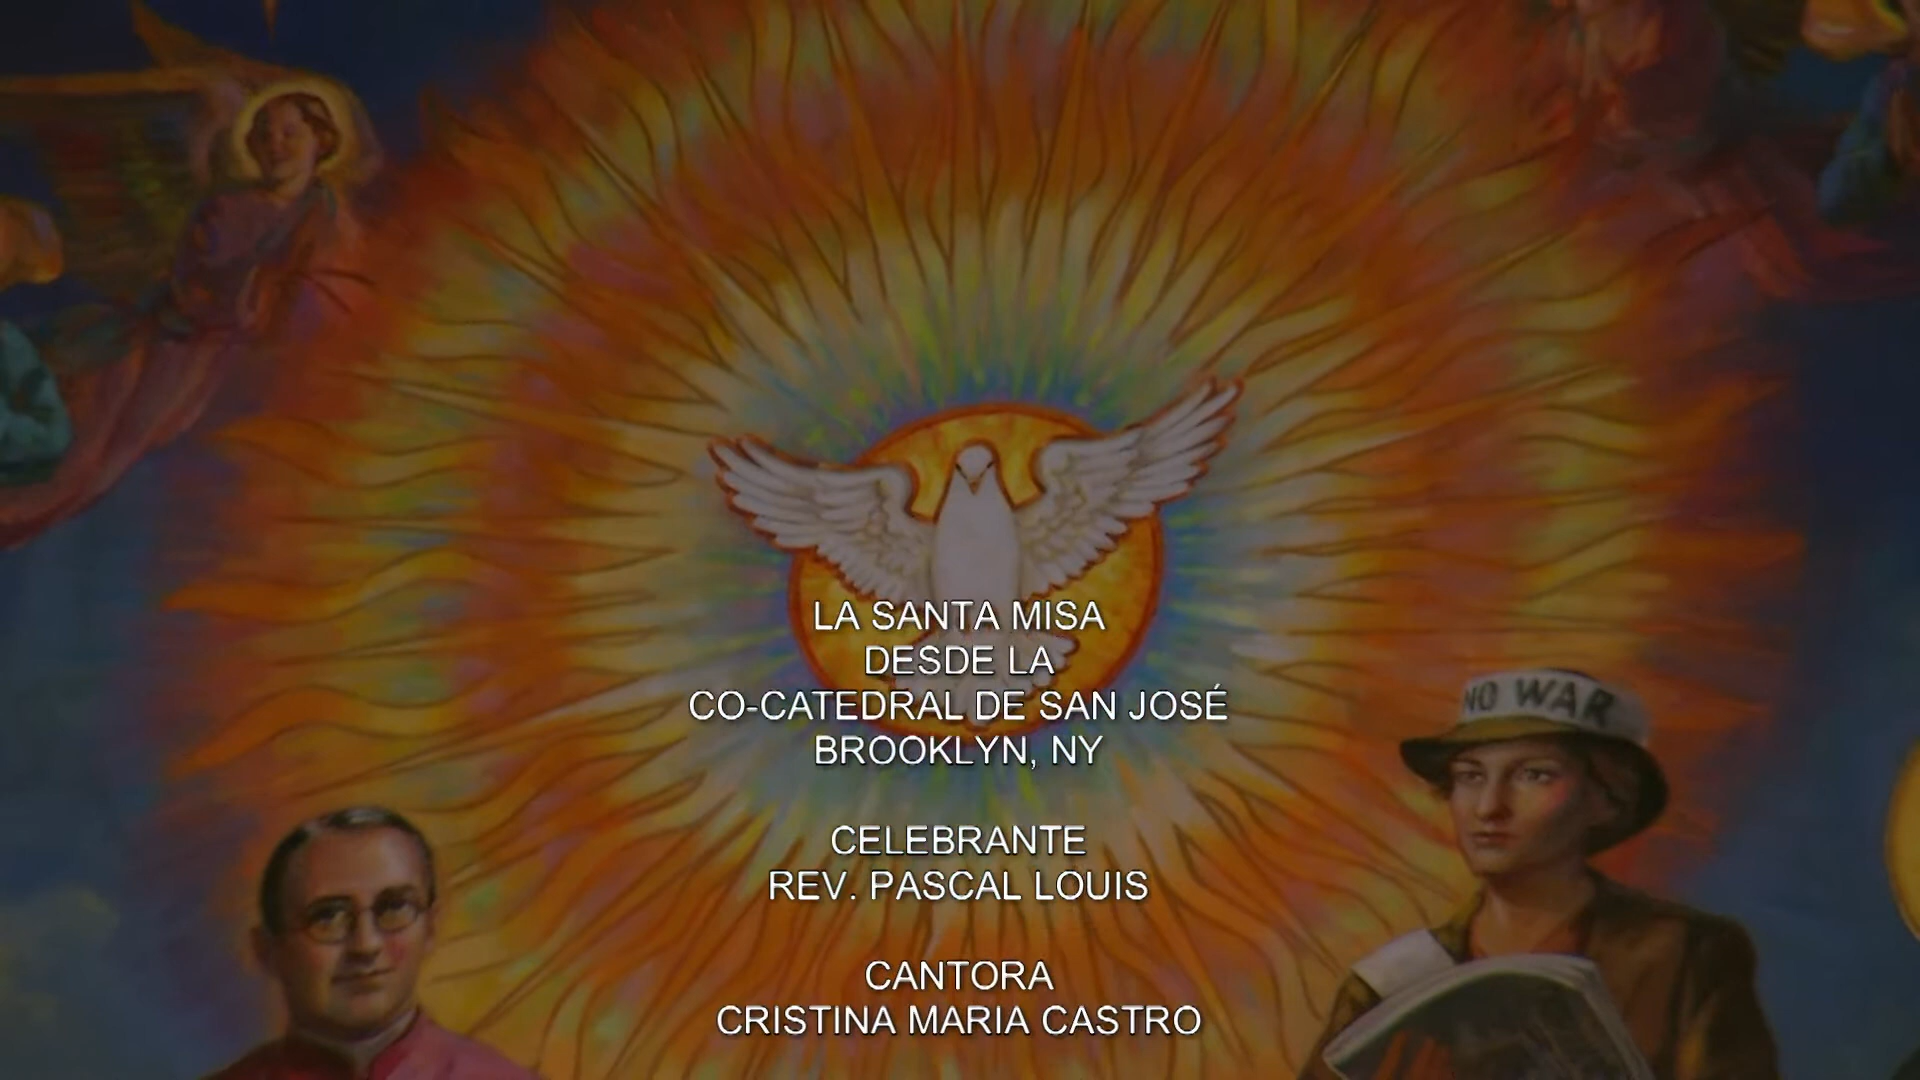 NO WAR
LA SANTA MISA
DESDE LA
CO-CATEDRAL DE SAN JOSÉ
BROOKLYN, NY
CELEBRANTE
REV. PASCAL LOUIS
CANTORA
CRISTINA MARIA CASTRO